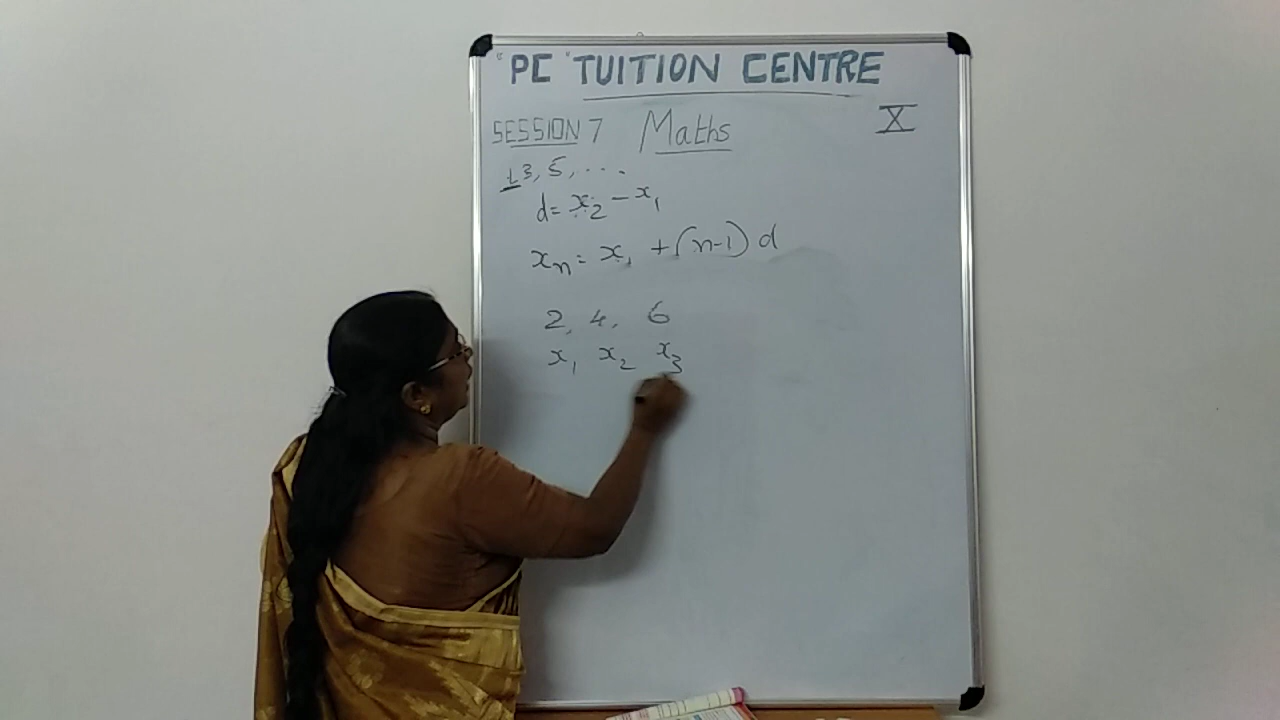 "PC "TUITION CENTRE
SESSION 7 Maths X
1 3, 5, ...
d = x₂ - x₁
xₙ = x₁ + (n-1) d
2, 4, 6
x₁ x₂ x₃